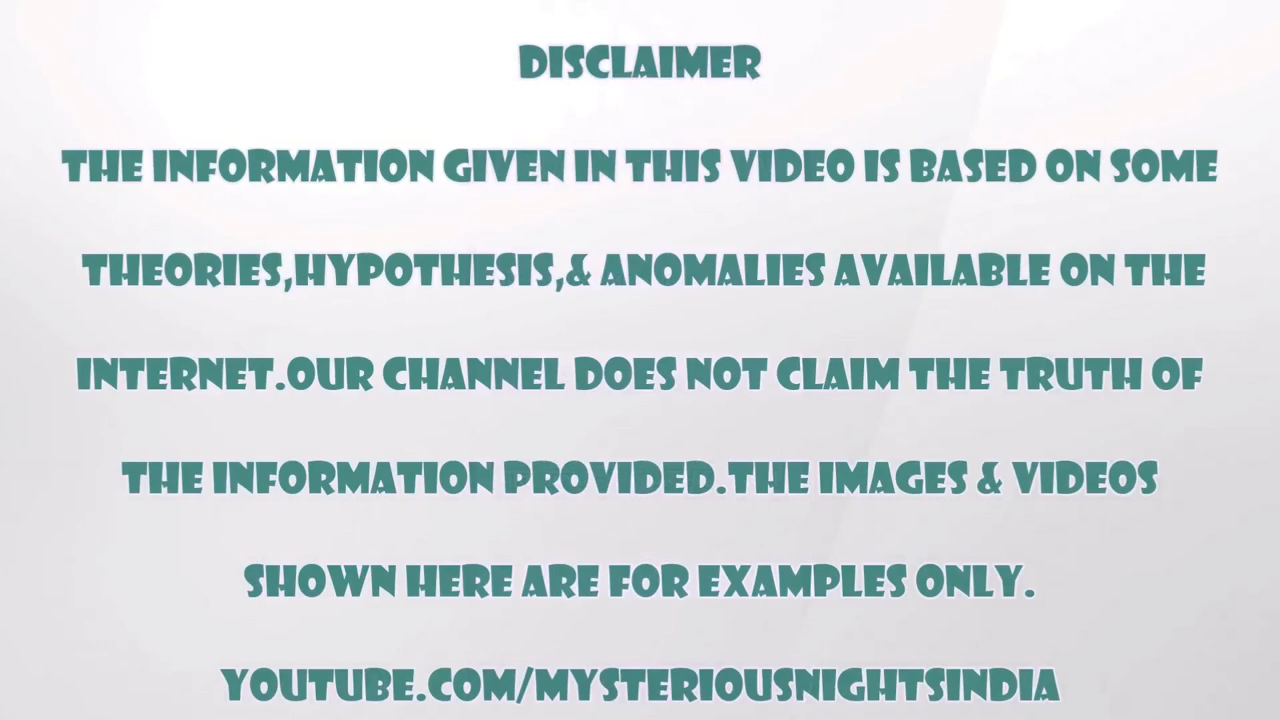 DISCLAIMER
THE INFORMATION GIVEN IN THIS VIDEO IS BASED ON SOME
THEORIES,HYPOTHESIS,& ANOMALIES AVAILABLE ON THE
INTERNET.OUR CHANNEL DOES NOT CLAIM THE TRUTH OF
THE INFORMATION PROVIDED.THE IMAGES & VIDEOS
SHOWN HERE ARE FOR EXAMPLES ONLY.
YOUTUBE.COM/MYSTERIOUSNIGHTSINDIA